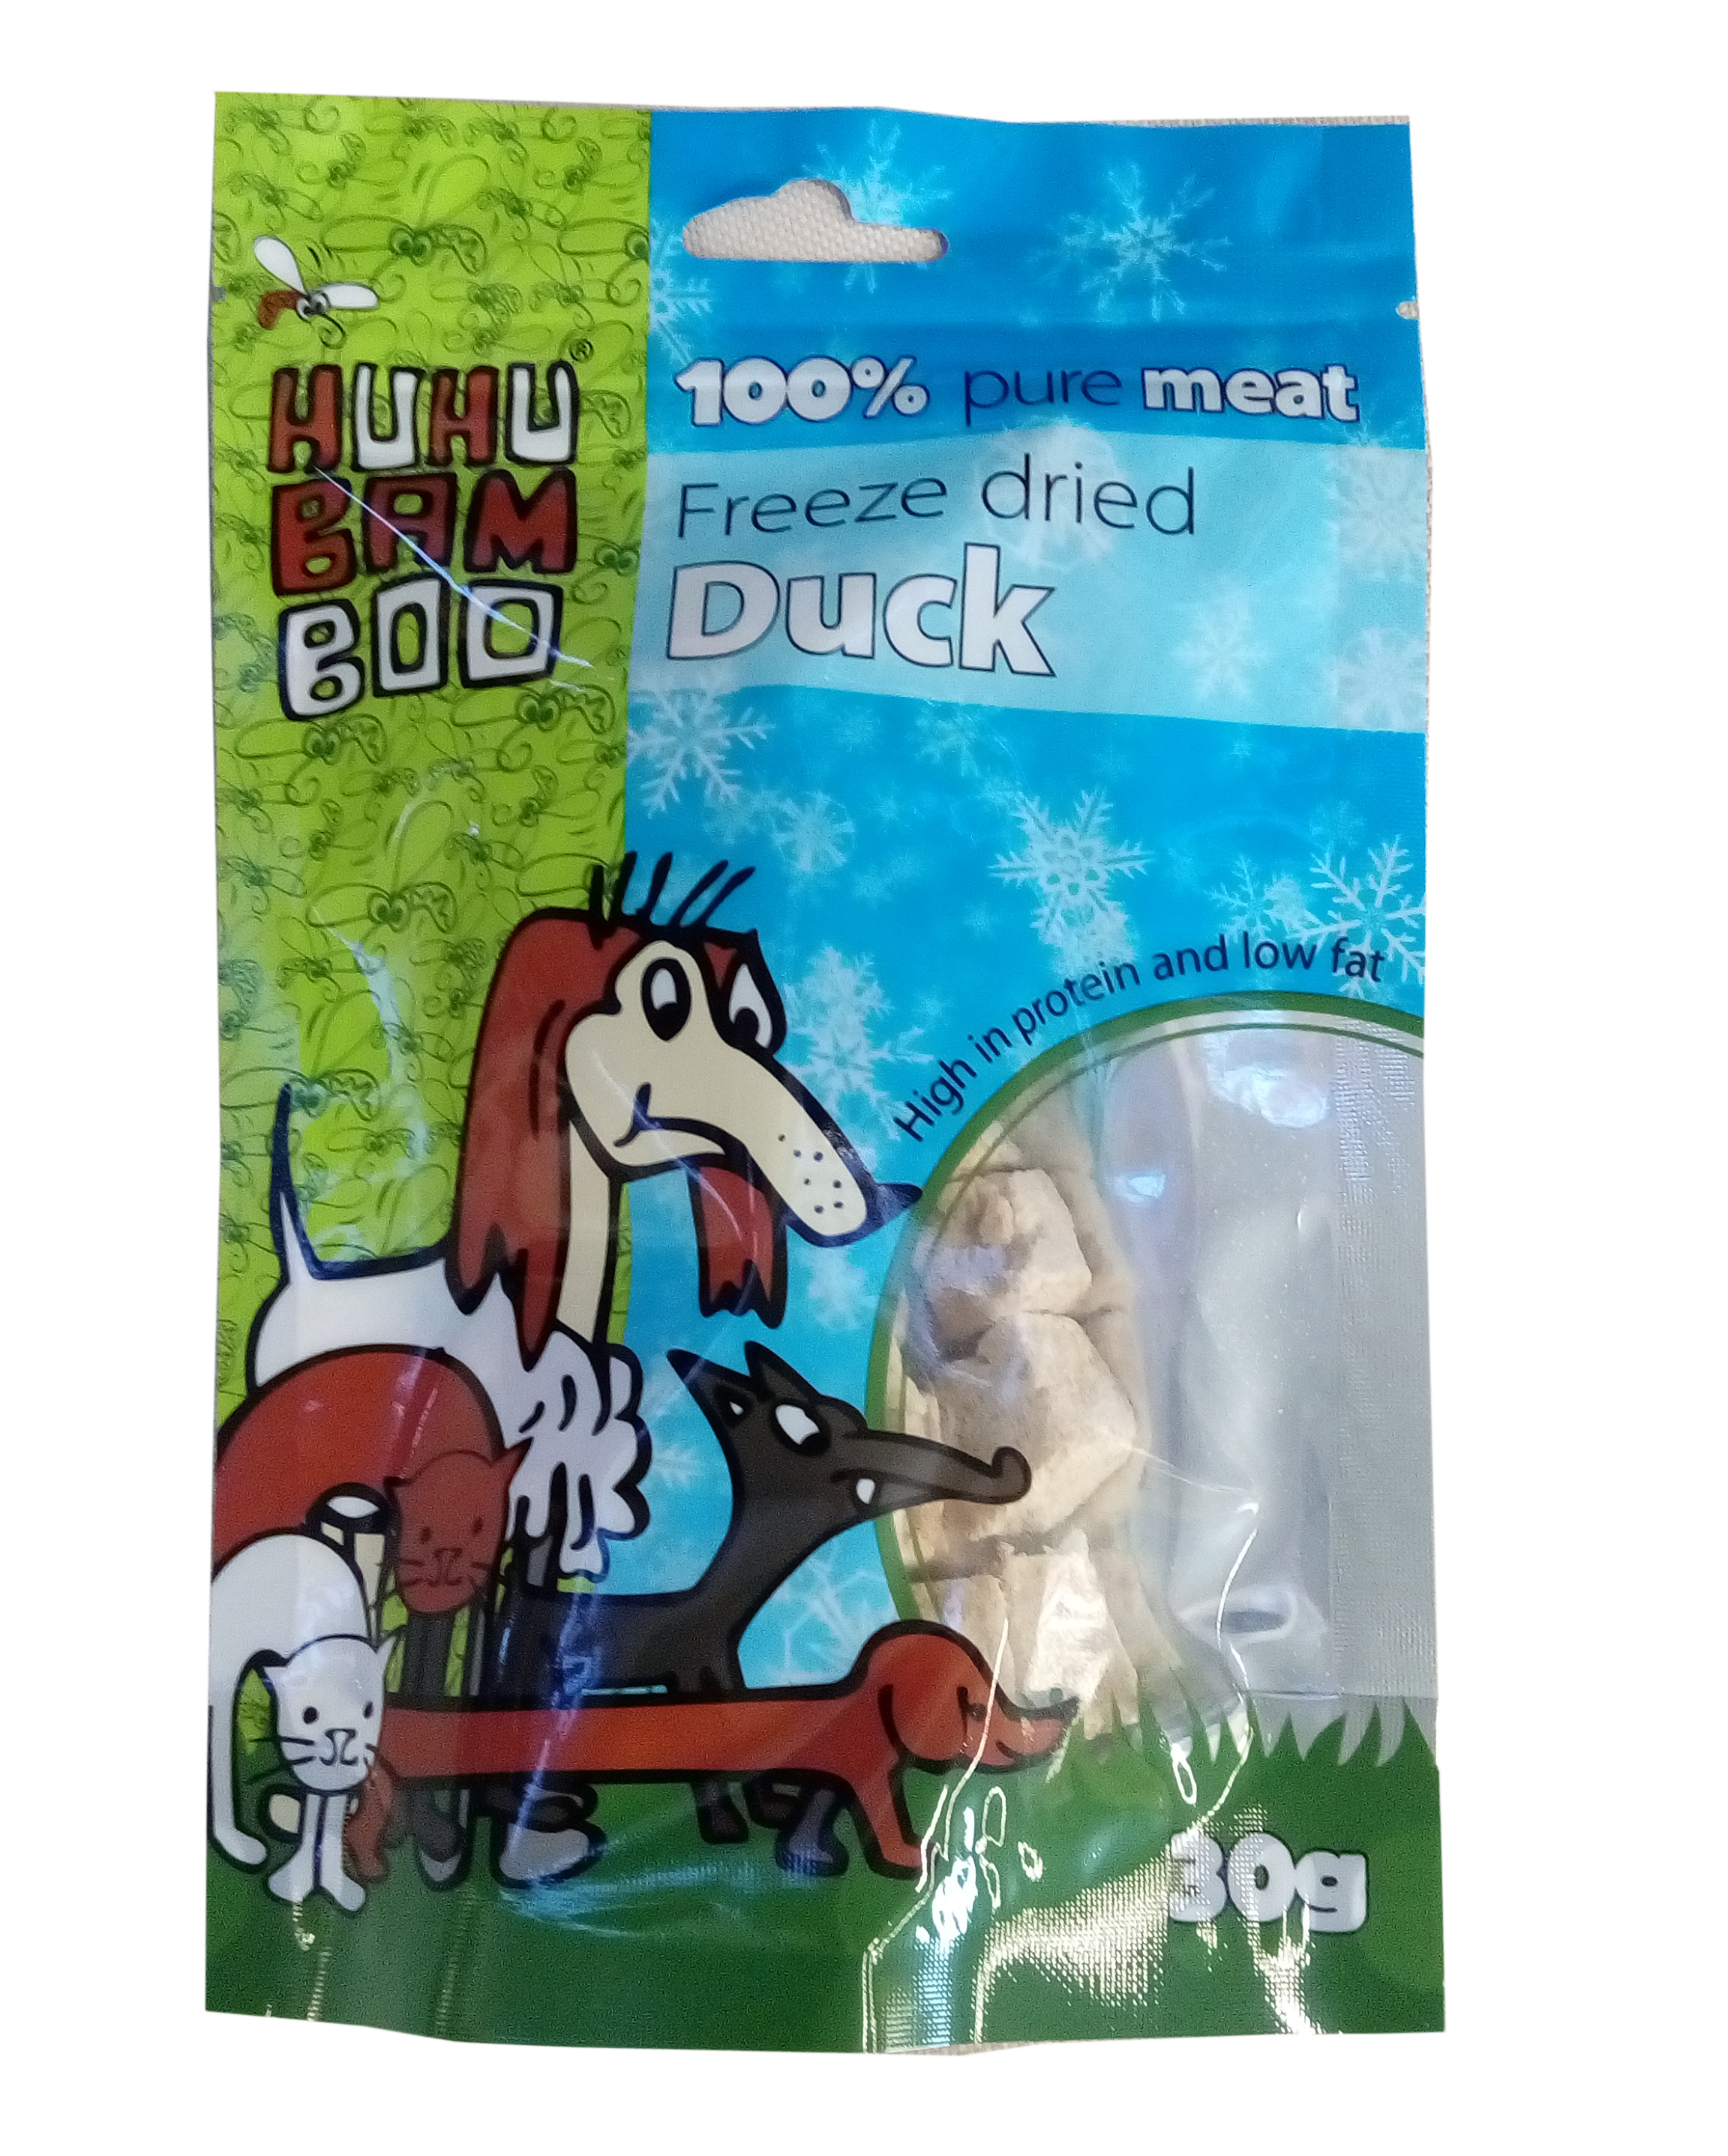 HUHU®
BAM
BOO
100% pure meat
Freeze dried
Duck
High in protein and low fat
30g